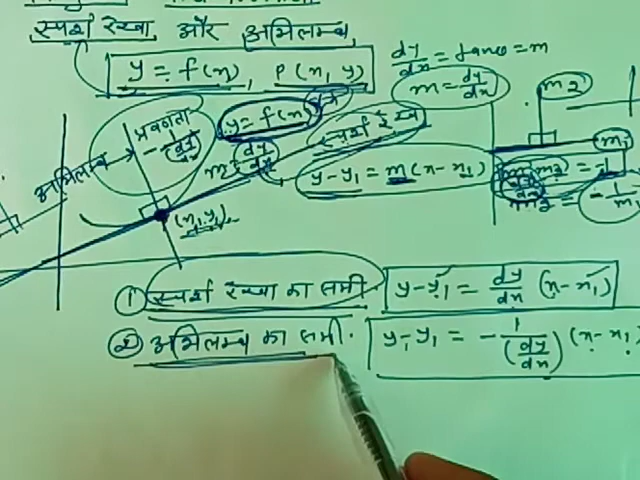 स्पर्श रेखा और अभिलम्ब
y = f(x), P(x, y)
dy/dx = tanθ = m
m = dy/dx
m2
प्रवणता
-1/(dy/dx)
y = f(x)
स्पर्श रेखा
अभिलम्ब
m = dy/dx
y - y1 = m(x - x1)
m1
m1 m2 = -1
m2 = -1/m1
(x1, y1)
① स्पर्श रेखा का समी. y - y1 = dy/dx (x - x1)
② अभिलम्ब का समी. y - y1 = -1/(dy/dx) (x - x1)